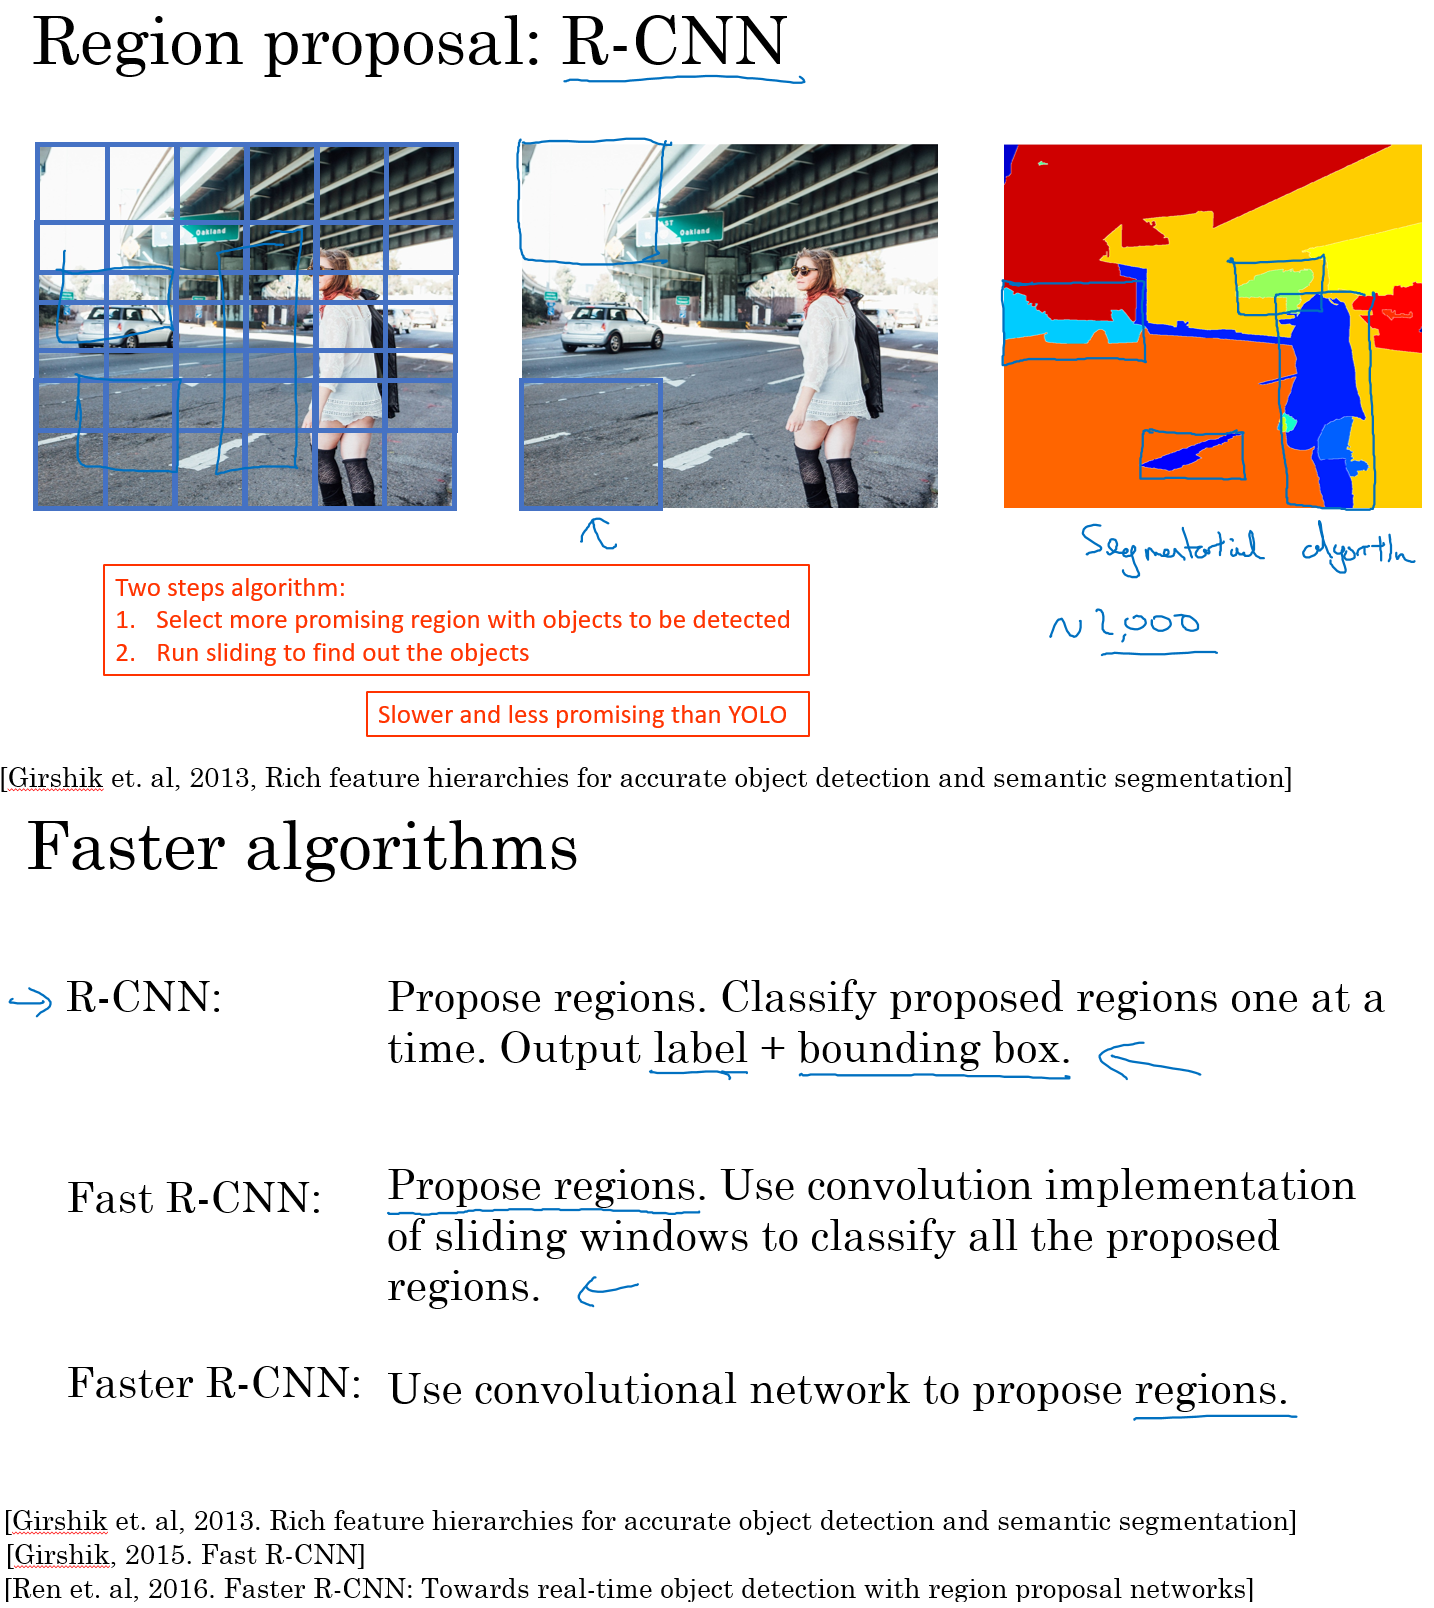 Region proposal: R-CNN
Oakland
ST
Oakland
Segmentation algorithm
~2,000
Two steps algorithm:
1. Select more promising region with objects to be detected
2. Run sliding to find out the objects
Slower and less promising than YOLO
[Girshik et. al, 2013, Rich feature hierarchies for accurate object detection and semantic segmentation]
Faster algorithms
→ R-CNN: Propose regions. Classify proposed regions one at a
time. Output label + bounding box. ←
Fast R-CNN: Propose regions. Use convolution implementation
of sliding windows to classify all the proposed
regions. ←
Faster R-CNN: Use convolutional network to propose regions.
[Girshik et. al, 2013. Rich feature hierarchies for accurate object detection and semantic segmentation]
[Girshik, 2015. Fast R-CNN]
[Ren et. al, 2016. Faster R-CNN: Towards real-time object detection with region proposal networks]